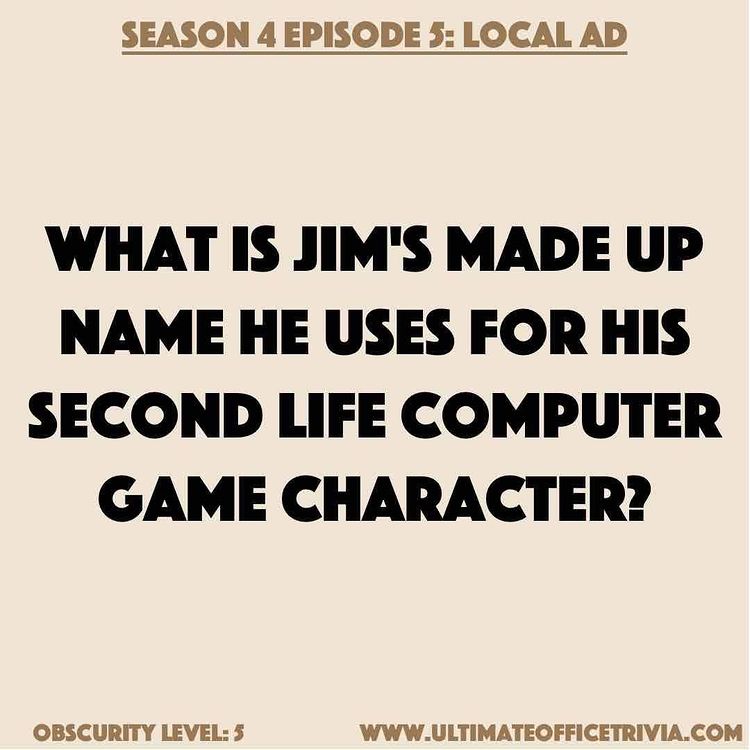 SEASON 4 EPISODE 5: LOCAL AD
WHAT IS JIM'S MADE UP
NAME HE USES FOR HIS
SECOND LIFE COMPUTER
GAME CHARACTER?
OBSCURITY LEVEL: 5
WWW.ULTIMATEOFFICETRIVIA.COM